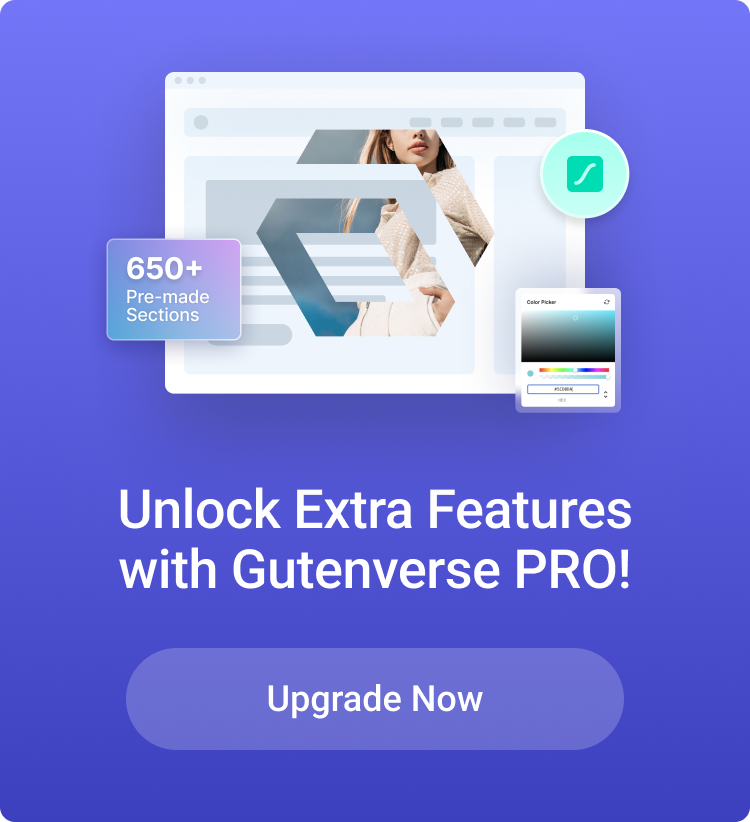 650+
Pre-made
Sections
Color Picker
Unlock Extra Features
with Gutenverse PRO!
Upgrade Now